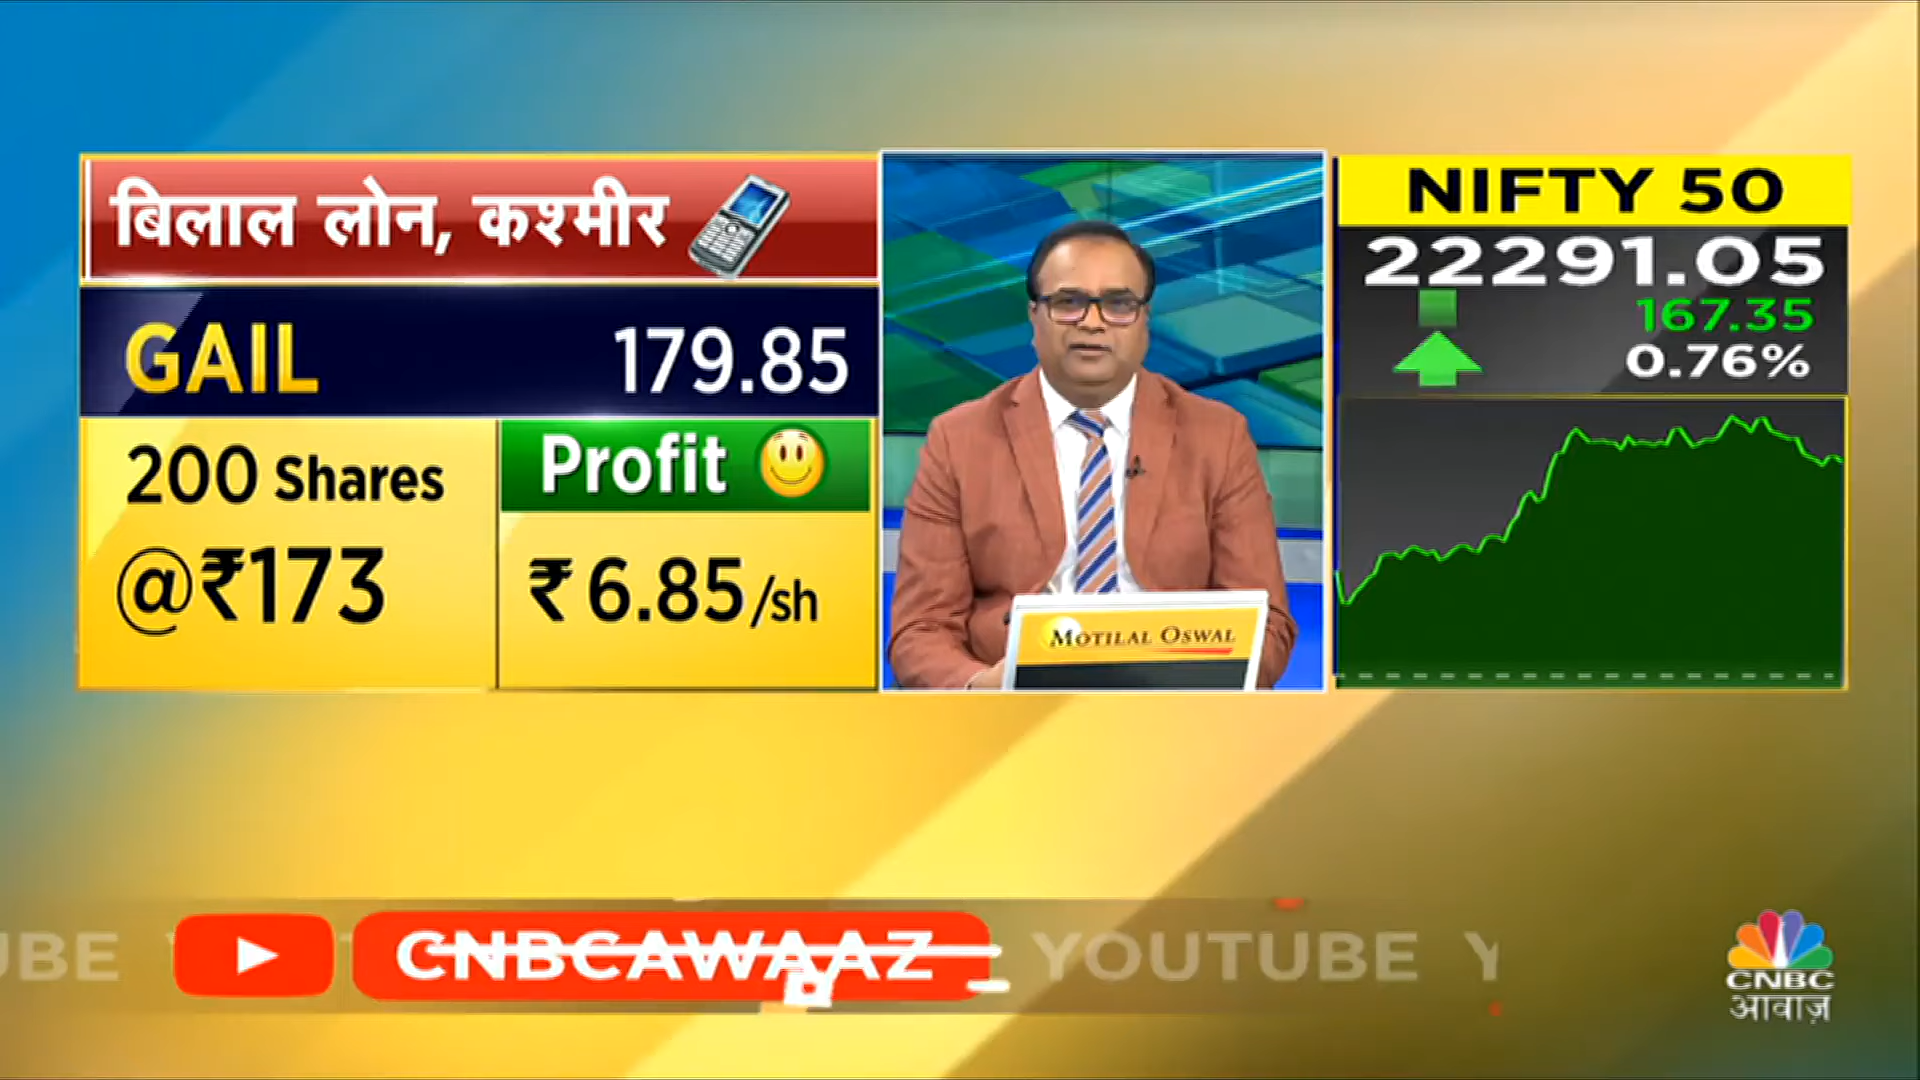 बिलाल लोन, कश्मीर
GAIL 179.85
200 Shares
@₹173
Profit
₹6.85/sh
MOTILAL OSWAL
NIFTY 50
22291.05
167.35
0.76%
UBE
CNBCAWAAZ
YOUTUBE Y
CNBC
आवाज़